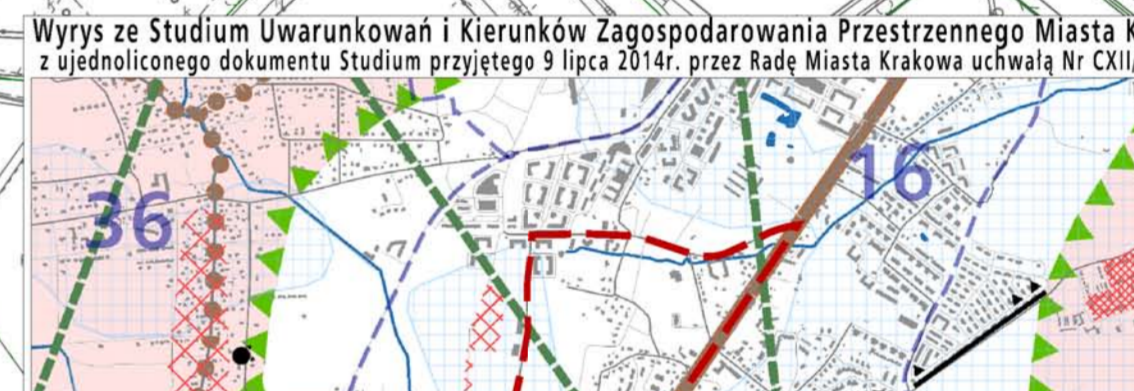 Wyrys ze Studium Uwarunkowań i Kierunków Zagospodarowania Przestrzennego Miasta K
z ujednoliconego dokumentu Studium przyjętego 9 lipca 2014r. przez Radę Miasta Krakowa uchwałą Nr CXII/
16
36